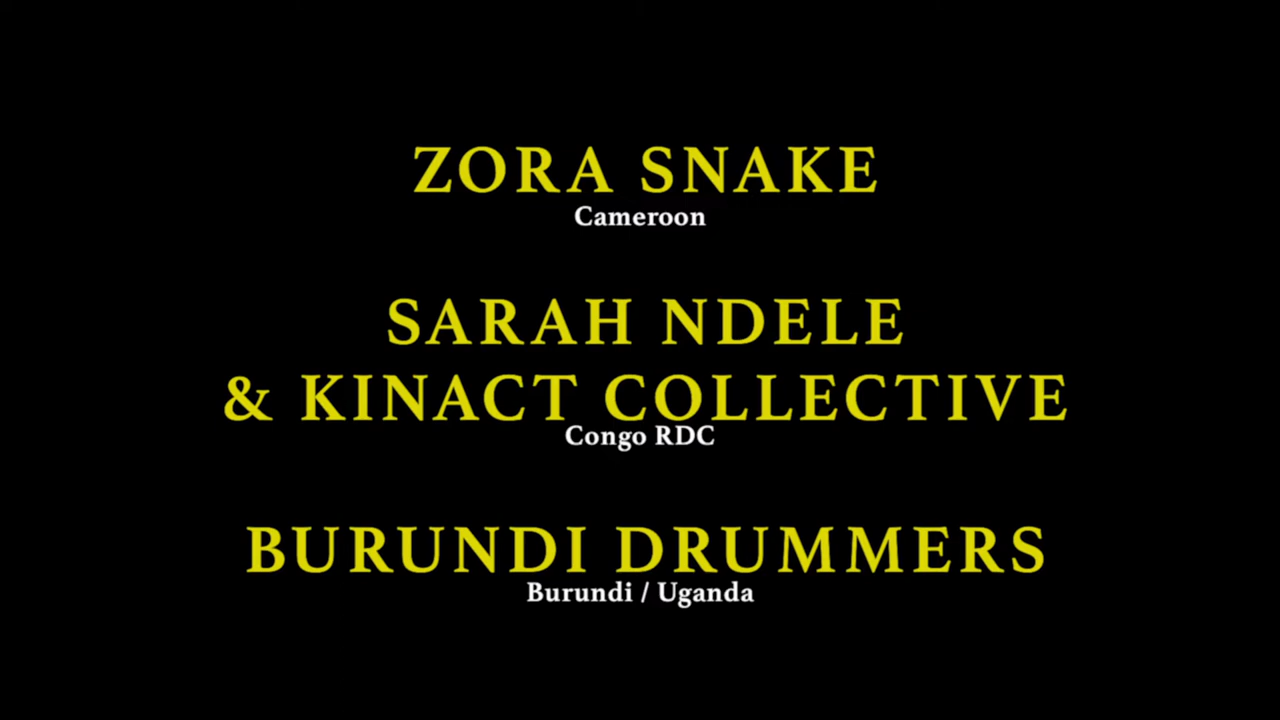 ZORA SNAKE
Cameroon
SARAH NDELE
& KINACT COLLECTIVE
Congo RDC
BURUNDI DRUMMERS
Burundi / Uganda